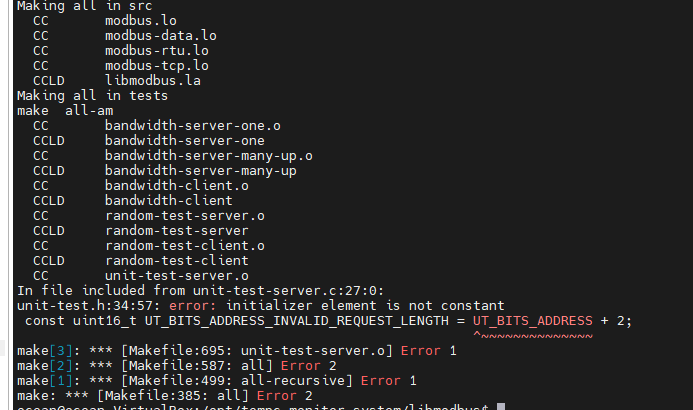 Making all in src
  CC       modbus.lo
  CC       modbus-data.lo
  CC       modbus-rtu.lo
  CC       modbus-tcp.lo
  CCLD     libmodbus.la
Making all in tests
make  all-am
  CC       bandwidth-server-one.o
  CCLD     bandwidth-server-one
  CC       bandwidth-server-many-up.o
  CCLD     bandwidth-server-many-up
  CC       bandwidth-client.o
  CCLD     bandwidth-client
  CC       random-test-server.o
  CCLD     random-test-server
  CC       random-test-client.o
  CCLD     random-test-client
  CC       unit-test-server.o
In file included from unit-test-server.c:27:0:
unit-test.h:34:57: error: initializer element is not constant
 const uint16_t UT_BITS_ADDRESS_INVALID_REQUEST_LENGTH = UT_BITS_ADDRESS + 2;
                                                         ^~~~~~~~~~~~~~~
make[3]: *** [Makefile:695: unit-test-server.o] Error 1
make[2]: *** [Makefile:587: all] Error 2
make[1]: *** [Makefile:499: all-recursive] Error 1
make: *** [Makefile:385: all] Error 2